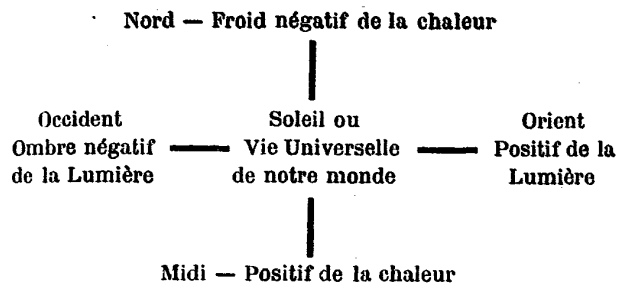 Nord — Froid négatif de la chaleur
Occident
Ombre négatif
de la Lumière
Soleil ou
Vie Universelle
de notre monde
Orient
Positif de la
Lumière
Midi — Positif de la chaleur